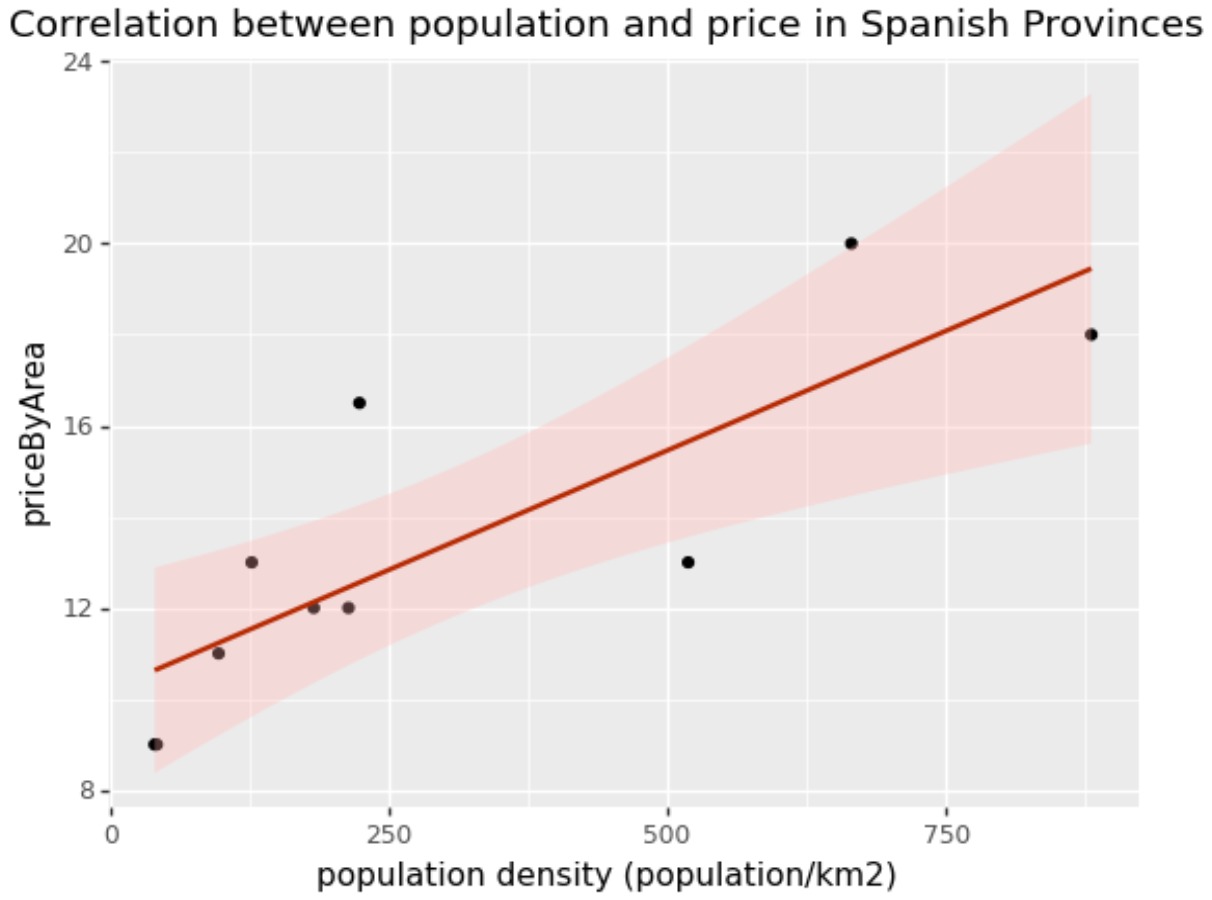 Correlation between population and price in Spanish Provinces
24
20
16
12
8
priceByArea
0 250 500 750
population density (population/km2)